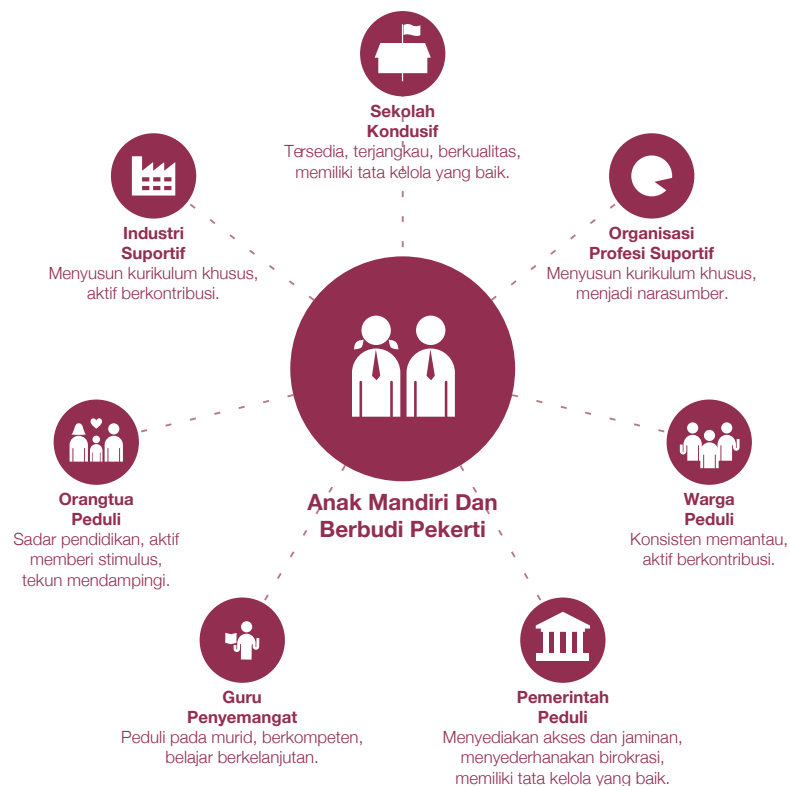 Sekolah
Kondusif
Tersedia, terjangkau, berkualitas,
memiliki tata kelola yang baik.
Industri
Suportif
Menyusun kurikulum khusus,
aktif berkontribusi.
Organisasi
Profesi Suportif
Menyusun kurikulum khusus,
menjadi narasumber.
Anak Mandiri Dan
Berbudi Pekerti
Orangtua
Peduli
Sadar pendidikan, aktif
memberi stimulus,
tekun mendampingi.
Warga
Peduli
Konsisten memantau,
aktif berkontribusi.
Guru
Penyemangat
Peduli pada murid, berkompeten,
belajar berkelanjutan.
Pemerintah
Peduli
Menyediakan akses dan jaminan,
menyederhanakan birokrasi,
memiliki tata kelola yang baik.